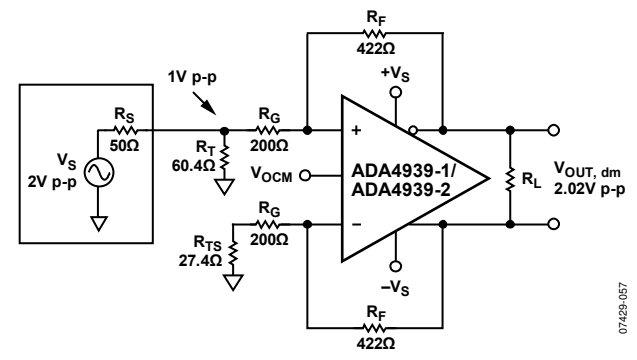 RF
422Ω
1V p-p
+VS
RS
50Ω
RG
200Ω
VS
2V p-p
RT
60.4Ω
+
VOCM
ADA4939-1/
ADA4939-2
RL
VOUT, dm
2.02V p-p
RG
200Ω
–
RTS
27.4Ω
–VS
RF
422Ω
07429-057